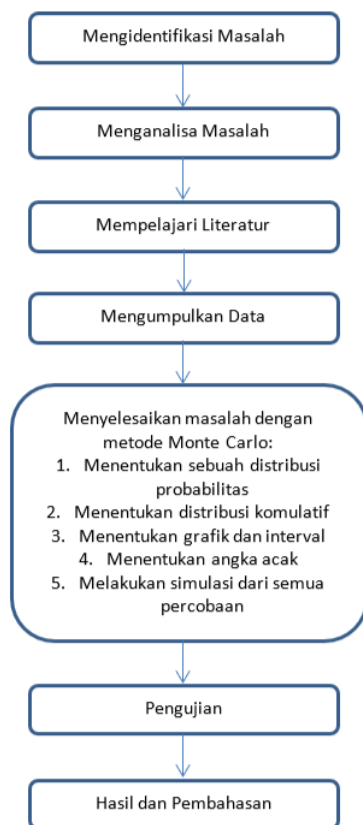 Mengidentifikasi Masalah
Menganalisa Masalah
Mempelajari Literatur
Mengumpulkan Data
Menyelesaikan masalah dengan
metode Monte Carlo:
1. Menentukan sebuah distribusi
probabilitas
2. Menentukan distribusi komulatif
3. Menentukan grafik dan interval
4. Menentukan angka acak
5. Melakukan simulasi dari semua
percobaan
Pengujian
Hasil dan Pembahasan